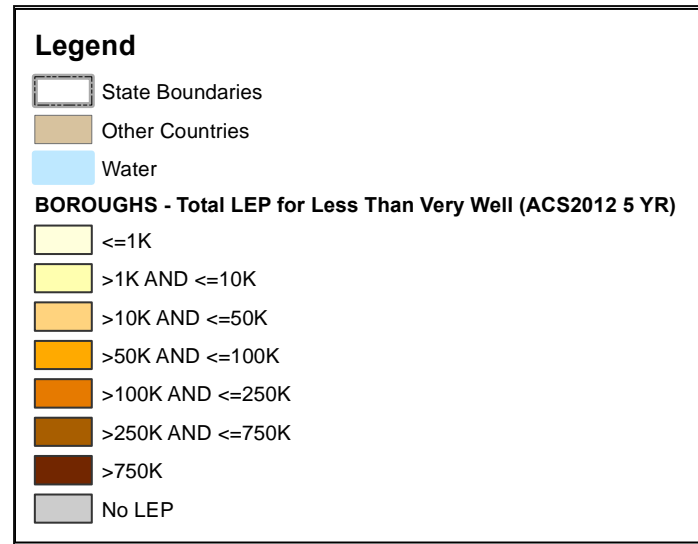 Legend
State Boundaries
Other Countries
Water
BOROUGHS - Total LEP for Less Than Very Well (ACS2012 5 YR)
<=1K
>1K AND <=10K
>10K AND <=50K
>50K AND <=100K
>100K AND <=250K
>250K AND <=750K
>750K
No LEP